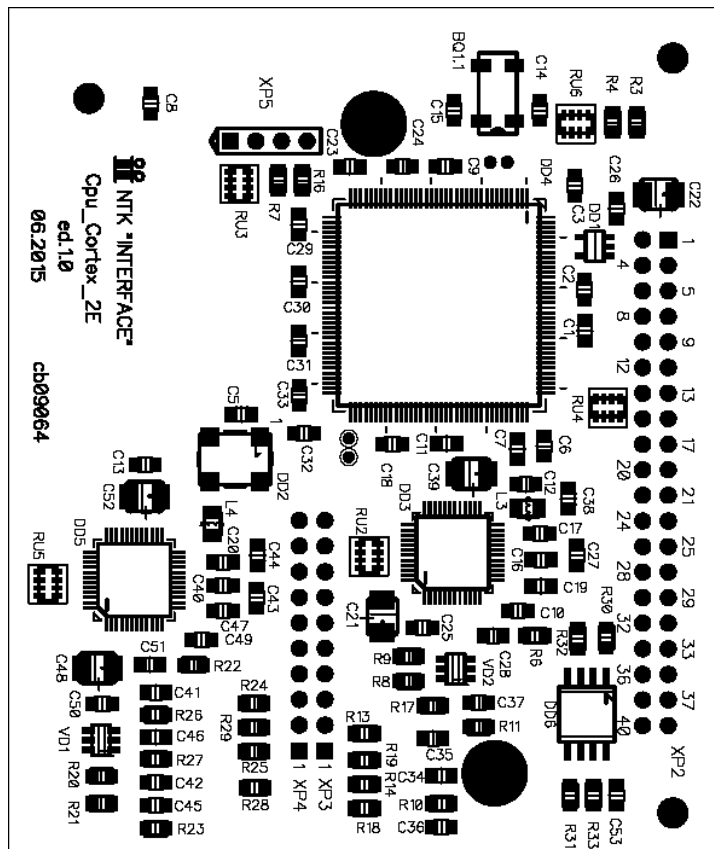 BQ1.1
C14
C8
XP5
C15
RU6
R4
R3
C23
C24
C9
DD4
NTK "INTERFACE"
Cpu_Cortex_2E
ed.1.0
06.2015
cb09064
RU3
R7
R16
C3
DD1
C26
C22
1
4
5
8
9
12
13
17
20
21
24
25
28
29
32
33
36
37
40
XP2
C29
C30
C31
C33
C2
C1
RU4
C5
1
C32
DD2
C18
C11
C39
C7
C6
C13
C52
L4
C20
C44
DD3
L3
C12
C38
RU5
DD5
RU2
C17
C16
C27
C19
C40
C43
C47
C49
C21
C25
C10
C28
R6
R32
R30
C51
R22
C48
C50
C41
R26
C46
R27
C42
C45
R23
VD1
R20
R21
R24
R29
R25
R28
1
XP4
1
XP3
R9
R8
VD2
R17
C37
R11
R13
R19
R14
R18
C35
C34
R10
C36
DD6
R31
R33
C53